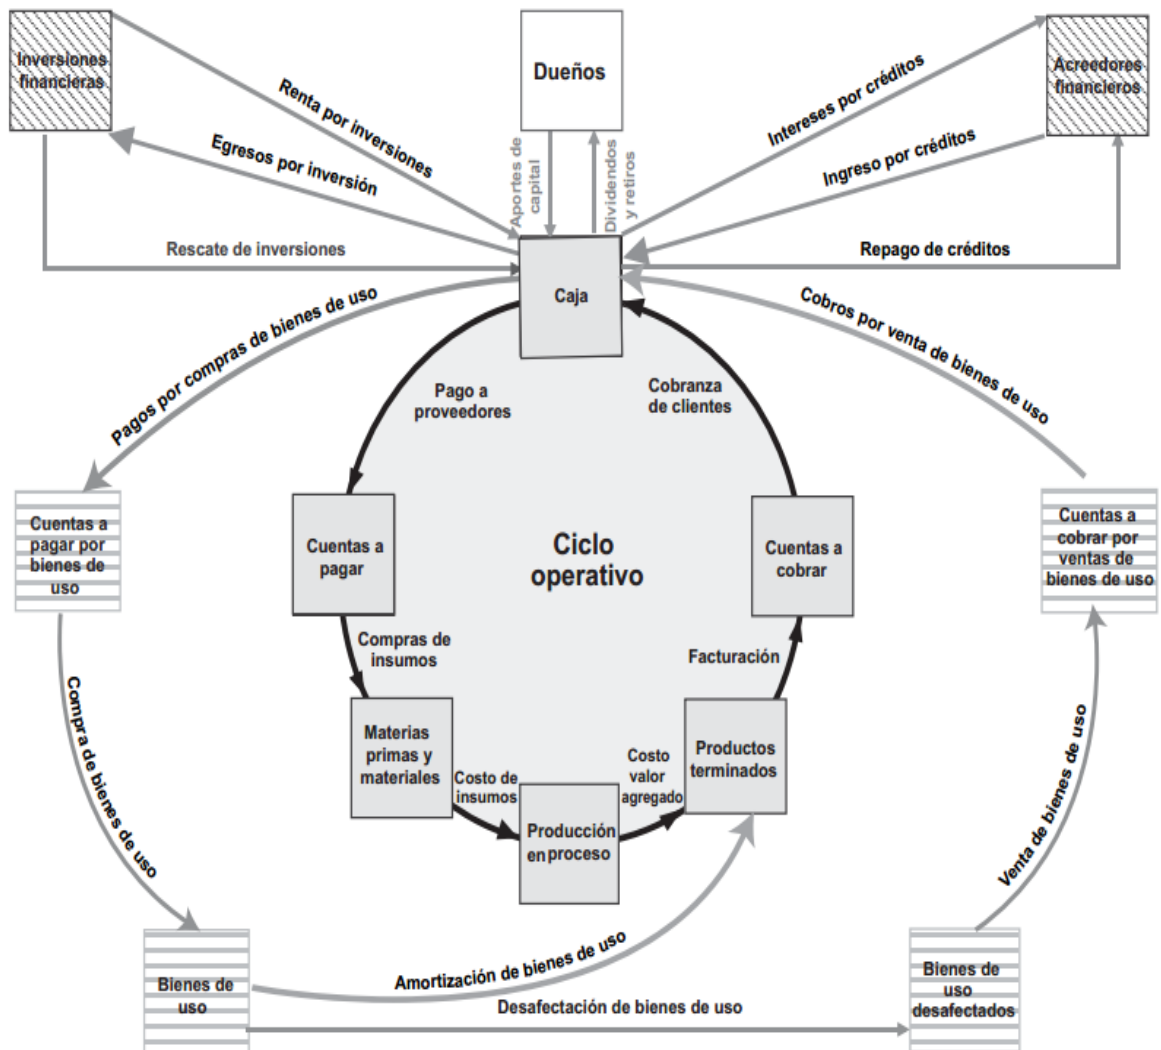 Inversiones
financieras
Dueños
Acreedores
financieros
Renta por inversiones
Egresos por inversión
Rescate de inversiones
Aportes de
capital
Dividendos
y retiros
Intereses por créditos
Ingreso por créditos
Repago de créditos
Caja
Pagos por compras de bienes de uso
Cobros por venta de bienes de uso
Pago a
proveedores
Cobranza
de clientes
Cuentas a
pagar por
bienes de
uso
Cuentas a
pagar
Ciclo
operativo
Cuentas a
cobrar
Cuentas a
cobrar por
ventas de
bienes de uso
Compras de
insumos
Facturación
Compra de bienes de uso
Venta de bienes de uso
Materias
primas y
materiales
Costo de
insumos
Producción
en proceso
Costo
valor
agregado
Productos
terminados
Amortización de bienes de uso
Desafectación de bienes de uso
Bienes de
uso
Bienes de
uso
desafectados